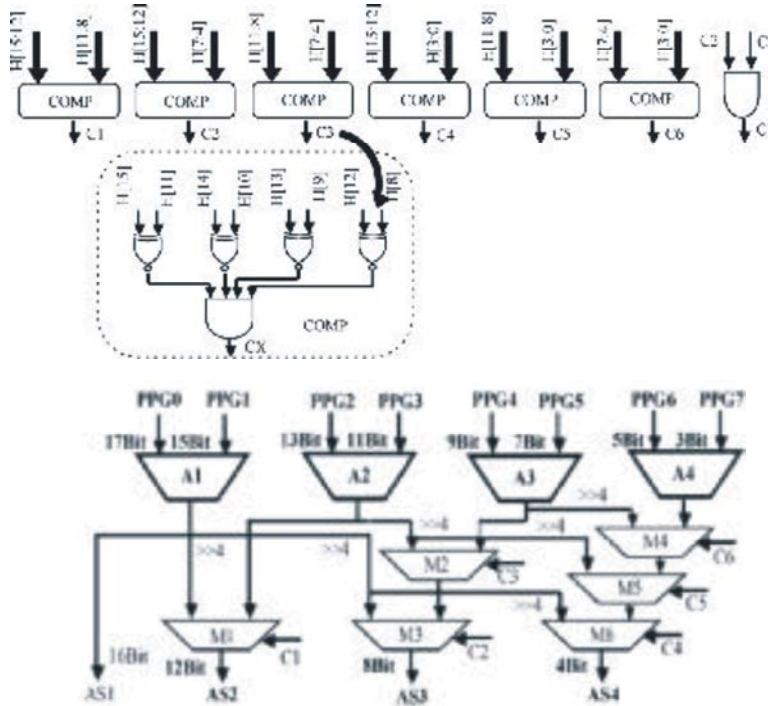 H[15:12] H[11:8] H[15:12] H[7:4] H[11:8] H[7:4] H[15:12] H[3:0] H[11:8] H[3:0] H[7:4] H[3:0]
COMP COMP COMP COMP COMP COMP
C1 C2 C3 C4 C5 C6
H[15] H[11] H[14] H[10] H[13] H[9] H[12] H[8]
COMP
CX
PPG0 PPG1 PPG2 PPG3 PPG4 PPG5 PPG6 PPG7
17Bit 15Bit 13Bit 11Bit 9Bit 7Bit 5Bit 3Bit
A1 A2 A3 A4
>>4 >>4 >>4
M4
C6
>>4 >>4
M2
C3
M5
C5
>>4
M1 M3 M6
C1 C2 C4
16Bit 12Bit 8Bit 4Bit
AS1 AS2 AS3 AS4